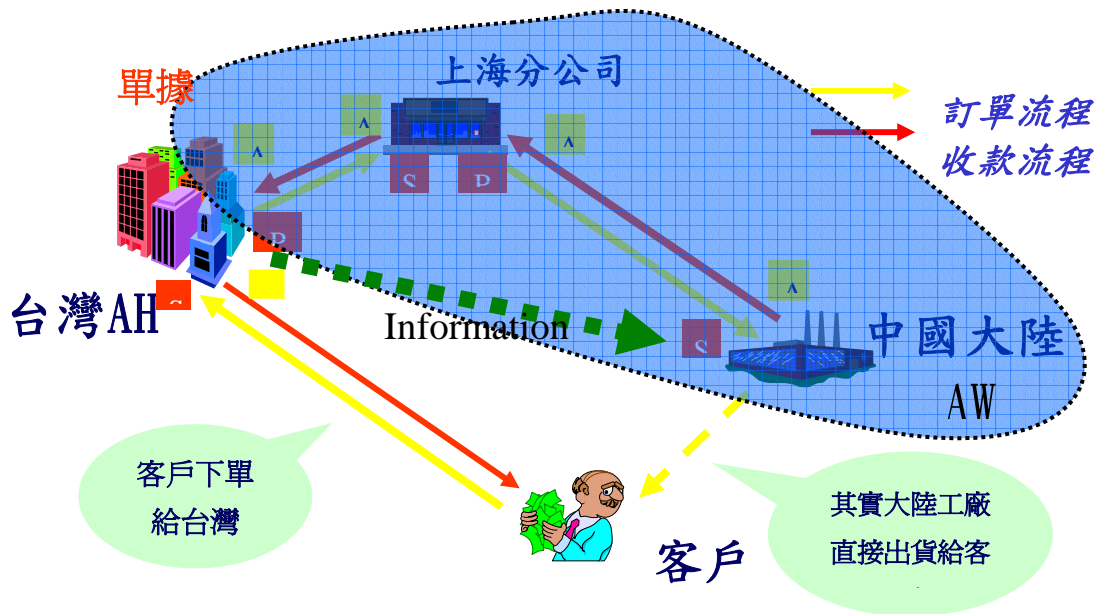 單據
上海分公司
訂單流程
收款流程
台灣AH
Information
中國大陸
AW
客戶下單
給台灣
客戶
其實大陸工廠
直接出貨給客